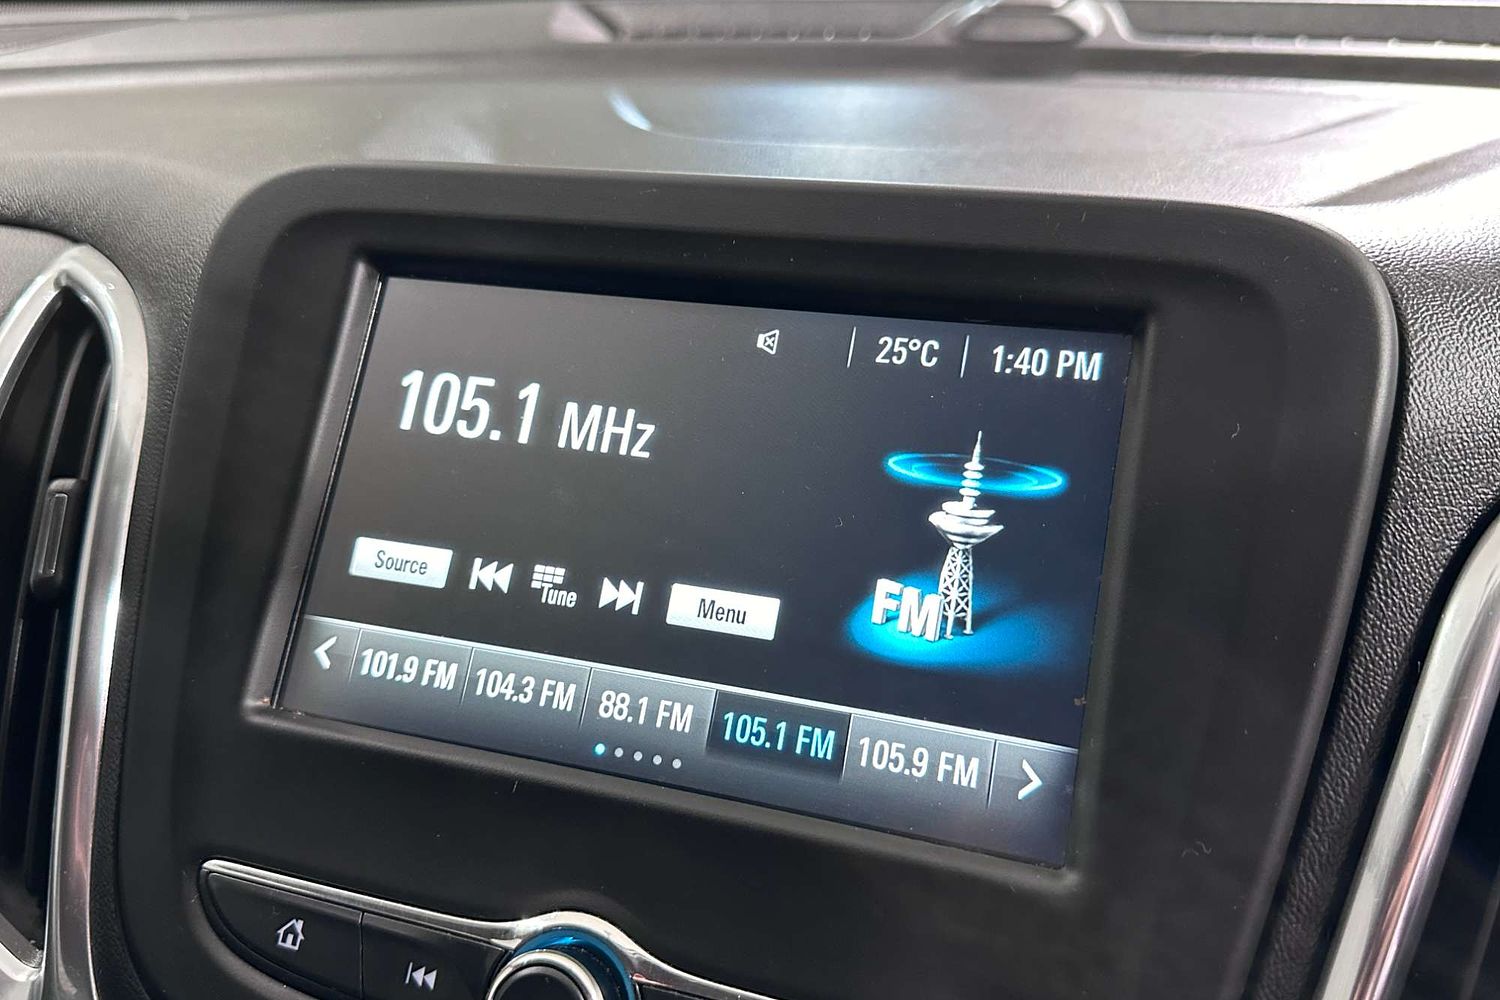 25°C 1:40 PM
105.1 MHz
Source Tune Menu
FM
101.9 FM 104.3 FM 88.1 FM 105.1 FM 105.9 FM